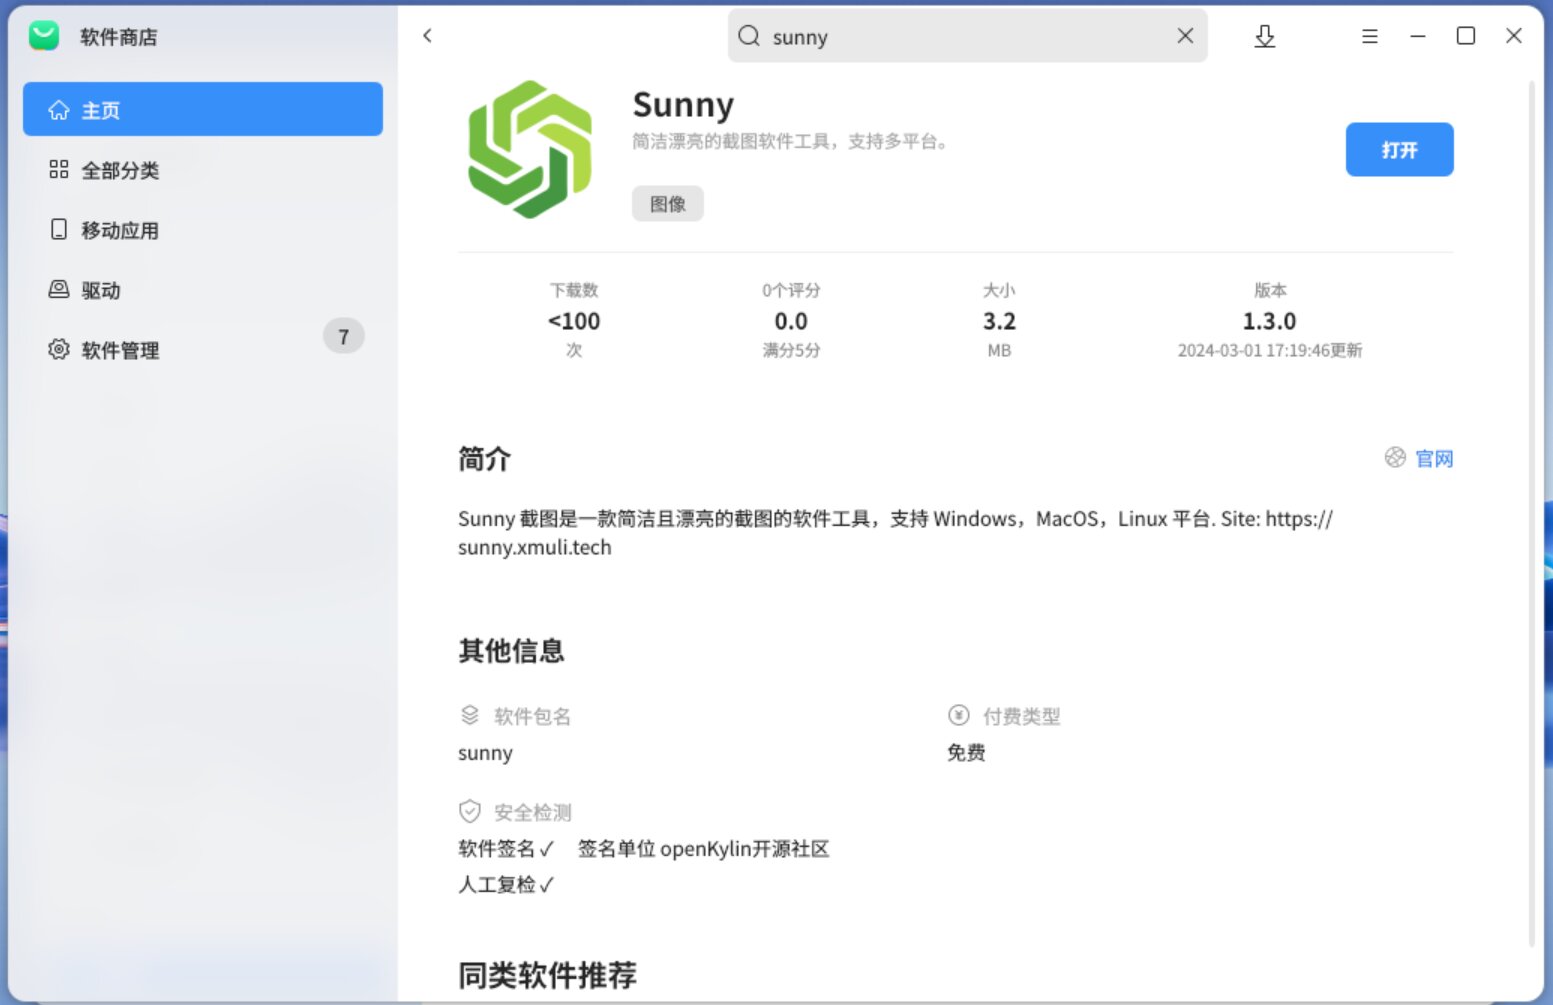 软件商店
主页
全部分类
移动应用
驱动
软件管理
7
sunny
Sunny
简洁漂亮的截图软件工具，支持多平台。
图像
打开
下载数
<100
次
0个评分
0.0
满分5分
大小
3.2
MB
版本
1.3.0
2024-03-01 17:19:46更新
简介
官网
Sunny 截图是一款简洁且漂亮的截图的软件工具，支持 Windows，MacOS，Linux 平台. Site: https://
sunny.xmuli.tech
其他信息
软件包名
sunny
付费类型
免费
安全检测
软件签名✓ 签名单位 openKylin开源社区
人工复检✓
同类软件推荐